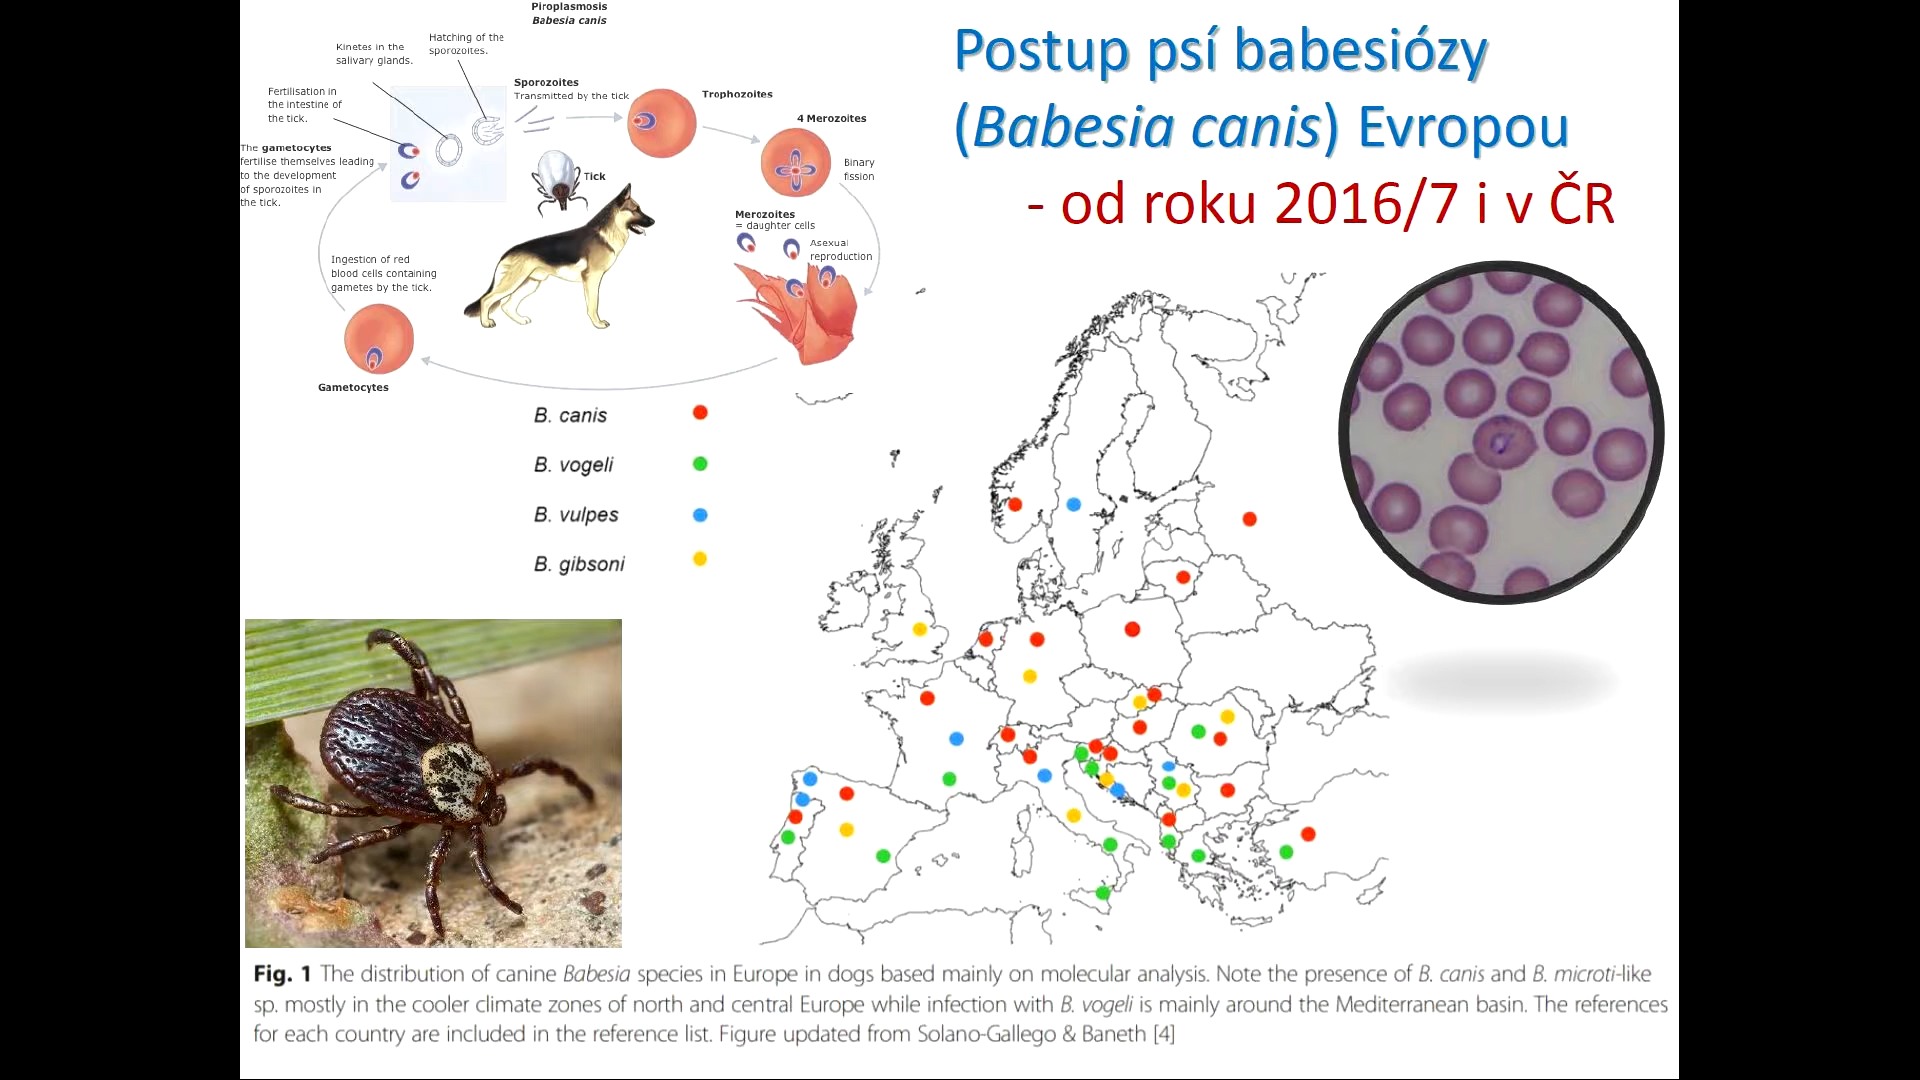 Piroplasmosis
Babesia canis
Hatching of the
sporozoites.
Kinetes in the
salivary glands.
Fertilisation in
the intestine of
the tick.
The gametocytes
fertilise themselves leading
to the development
of sporozoites in
the tick.
Sporozoites
Transmitted by the tick
Trophozoites
4 Merozoites
Binary
fission
Tick
Merozoites
= daughter cells
Asexual
reproduction
Ingestion of red
blood cells containing
gametes by the tick.
Gametocytes
Postup psí babesiózy
(Babesia canis) Evropou
- od roku 2016/7 i v ČR
B. canis
B. vogeli
B. vulpes
B. gibsoni
Fig. 1 The distribution of canine Babesia species in Europe in dogs based mainly on molecular analysis. Note the presence of B. canis and B. microti-like
sp. mostly in the cooler climate zones of north and central Europe while infection with B. vogeli is mainly around the Mediterranean basin. The references
for each country are included in the reference list. Figure updated from Solano-Gallego & Baneth [4]